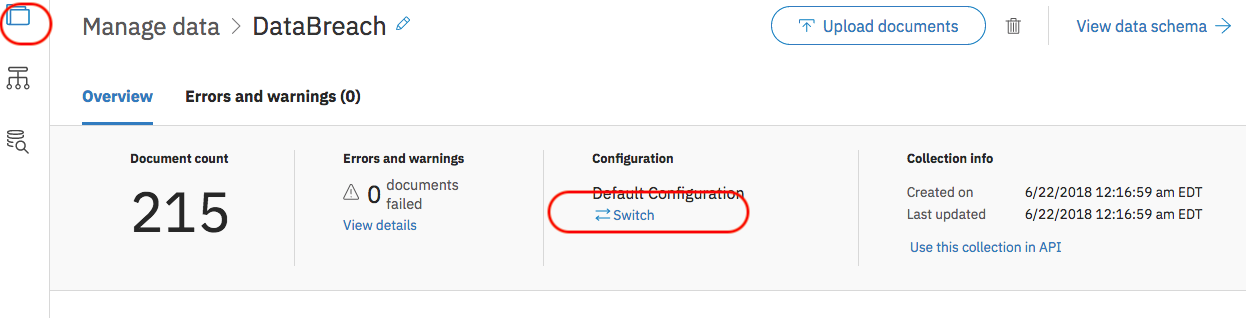 Manage data > DataBreach
Upload documents
View data schema
Overview
Errors and warnings (0)
Document count
215
Errors and warnings
0 documents
failed
View details
Configuration
Default Configuration
Switch
Collection info
Created on 6/22/2018 12:16:59 am EDT
Last updated 6/22/2018 12:16:59 am EDT
Use this collection in API